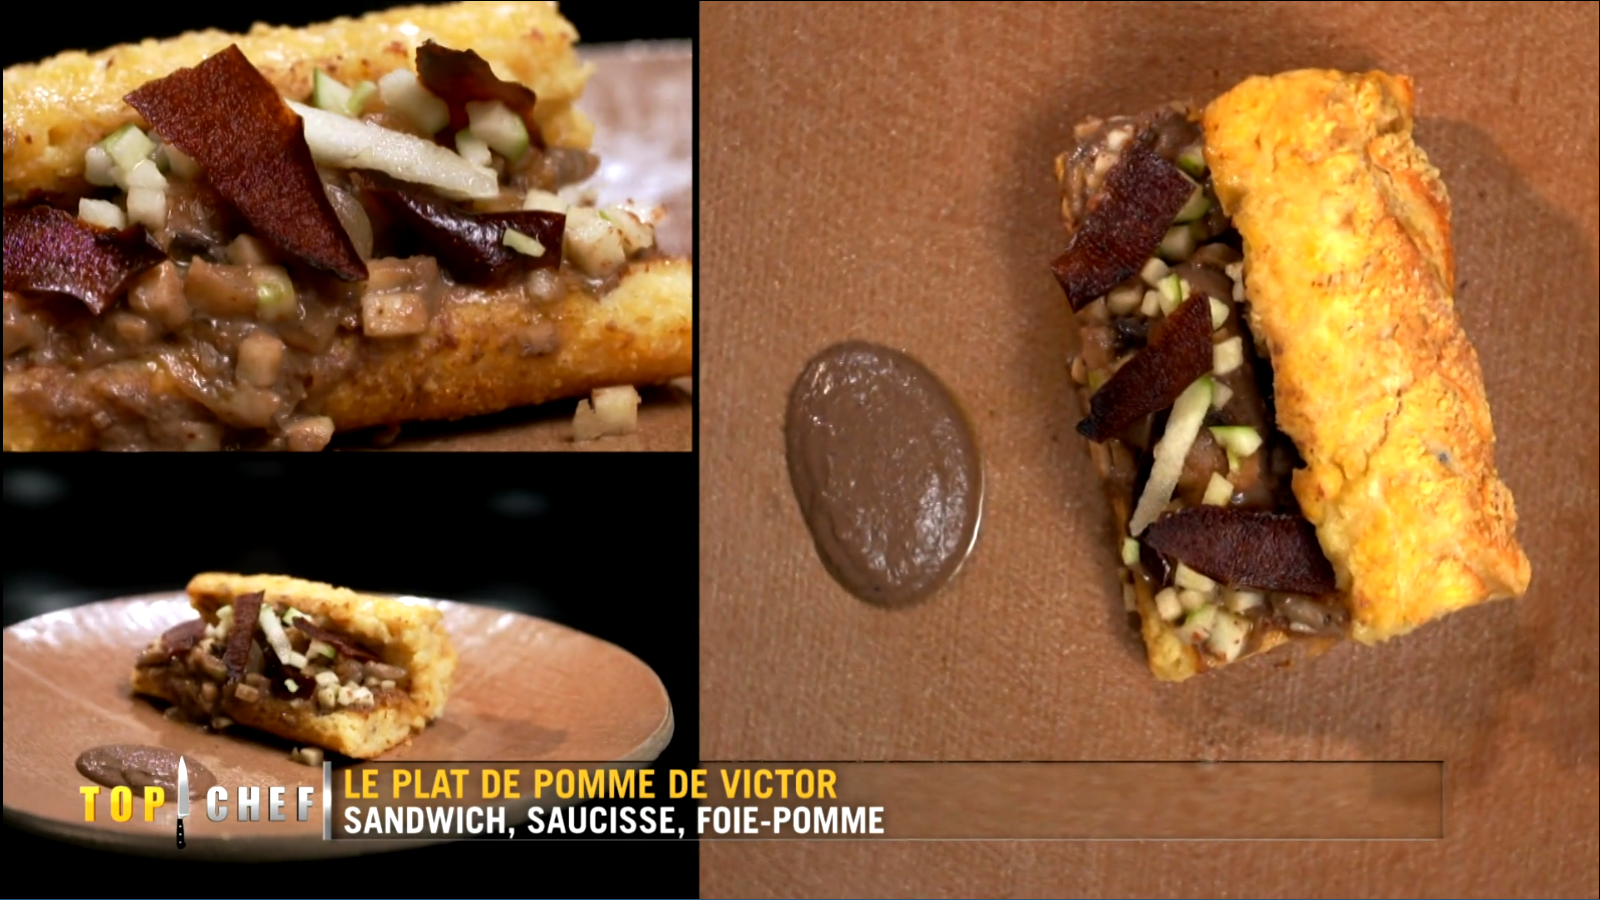 TOP CHEF
LE PLAT DE POMME DE VICTOR
SANDWICH, SAUCISSE, FOIE-POMME